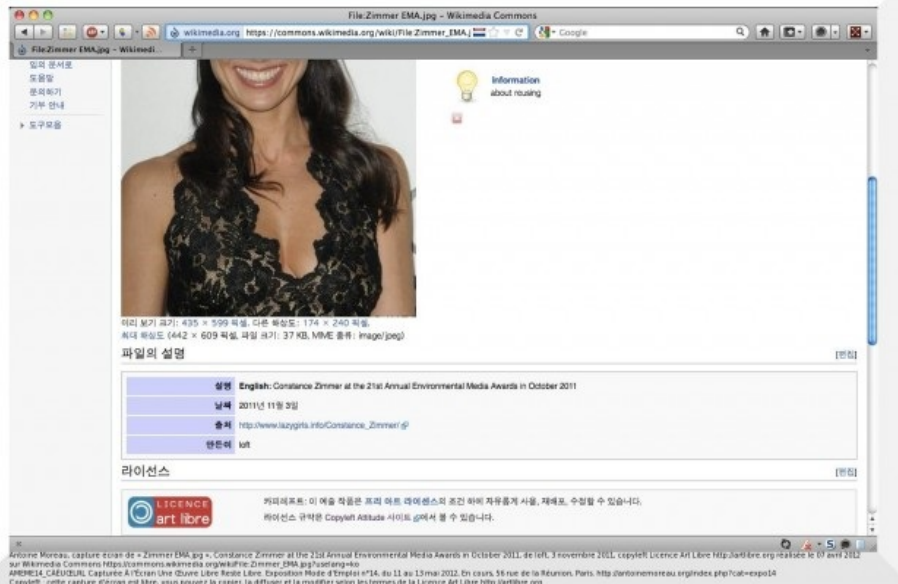 File:Zimmer EMA.jpg – Wikimedia Commons
wikimedia.org https://commons.wikimedia.org/wiki/File:Zimmer_EMA.j
Google
File:Zimmer EMA.jpg – Wikimedi...
임의 문서로
도움말
문의하기
기부 안내
도구모음
Information
about reusing
미리 보기 크기: 435 × 599 픽셀. 다른 해상도: 174 × 240 픽셀.
최대 해상도 (442 × 609 픽셀, 파일 크기: 37 KB, MIME 종류: image/jpeg)
파일의 설명
[편집]
설명 English: Constance Zimmer at the 21st Annual Environmental Media Awards in October 2011
날짜 2011년 11월 3일
출처 http://www.lazygirls.info/Constance_Zimmer/
만든이 loft
라이선스
[편집]
LICENCE
art libre
카피레프트: 이 예술 작품은 프리 아트 라이센스의 조건 하에 자유롭게 사용, 재배포, 수정할 수 있습니다.
라이선스 규약은 Copyleft Attitude 사이트에서 볼 수 있습니다.
Antoine Moreau, capture écran de « Zimmer EMA.jpg », Constance Zimmer at the 21st Annual Environmental Media Awards in October 2011, de loft, 3 novembre 2011, copyleft Licence Art Libre http://artlibre.org réalisée le 07 avril 2012
sur Wikimedia Commons https://commons.wikimedia.org/wiki/File:Zimmer_EMA.jpg?uselang=ko
Capturée À l'Écran Une Œuvre Libre Reste Libre. Exposition Mode d'Emploi n°14, du 11 au 13 mai 2012. En cours, 56 rue de la Réunion, Paris. http://antoinemoreau.org/index.php?cat=expo14
Copyleft : cette capture d'écran est libre, vous pouvez la copier, la diffuser et la modifier selon les termes de la Licence Art Libre http://artlibre.org